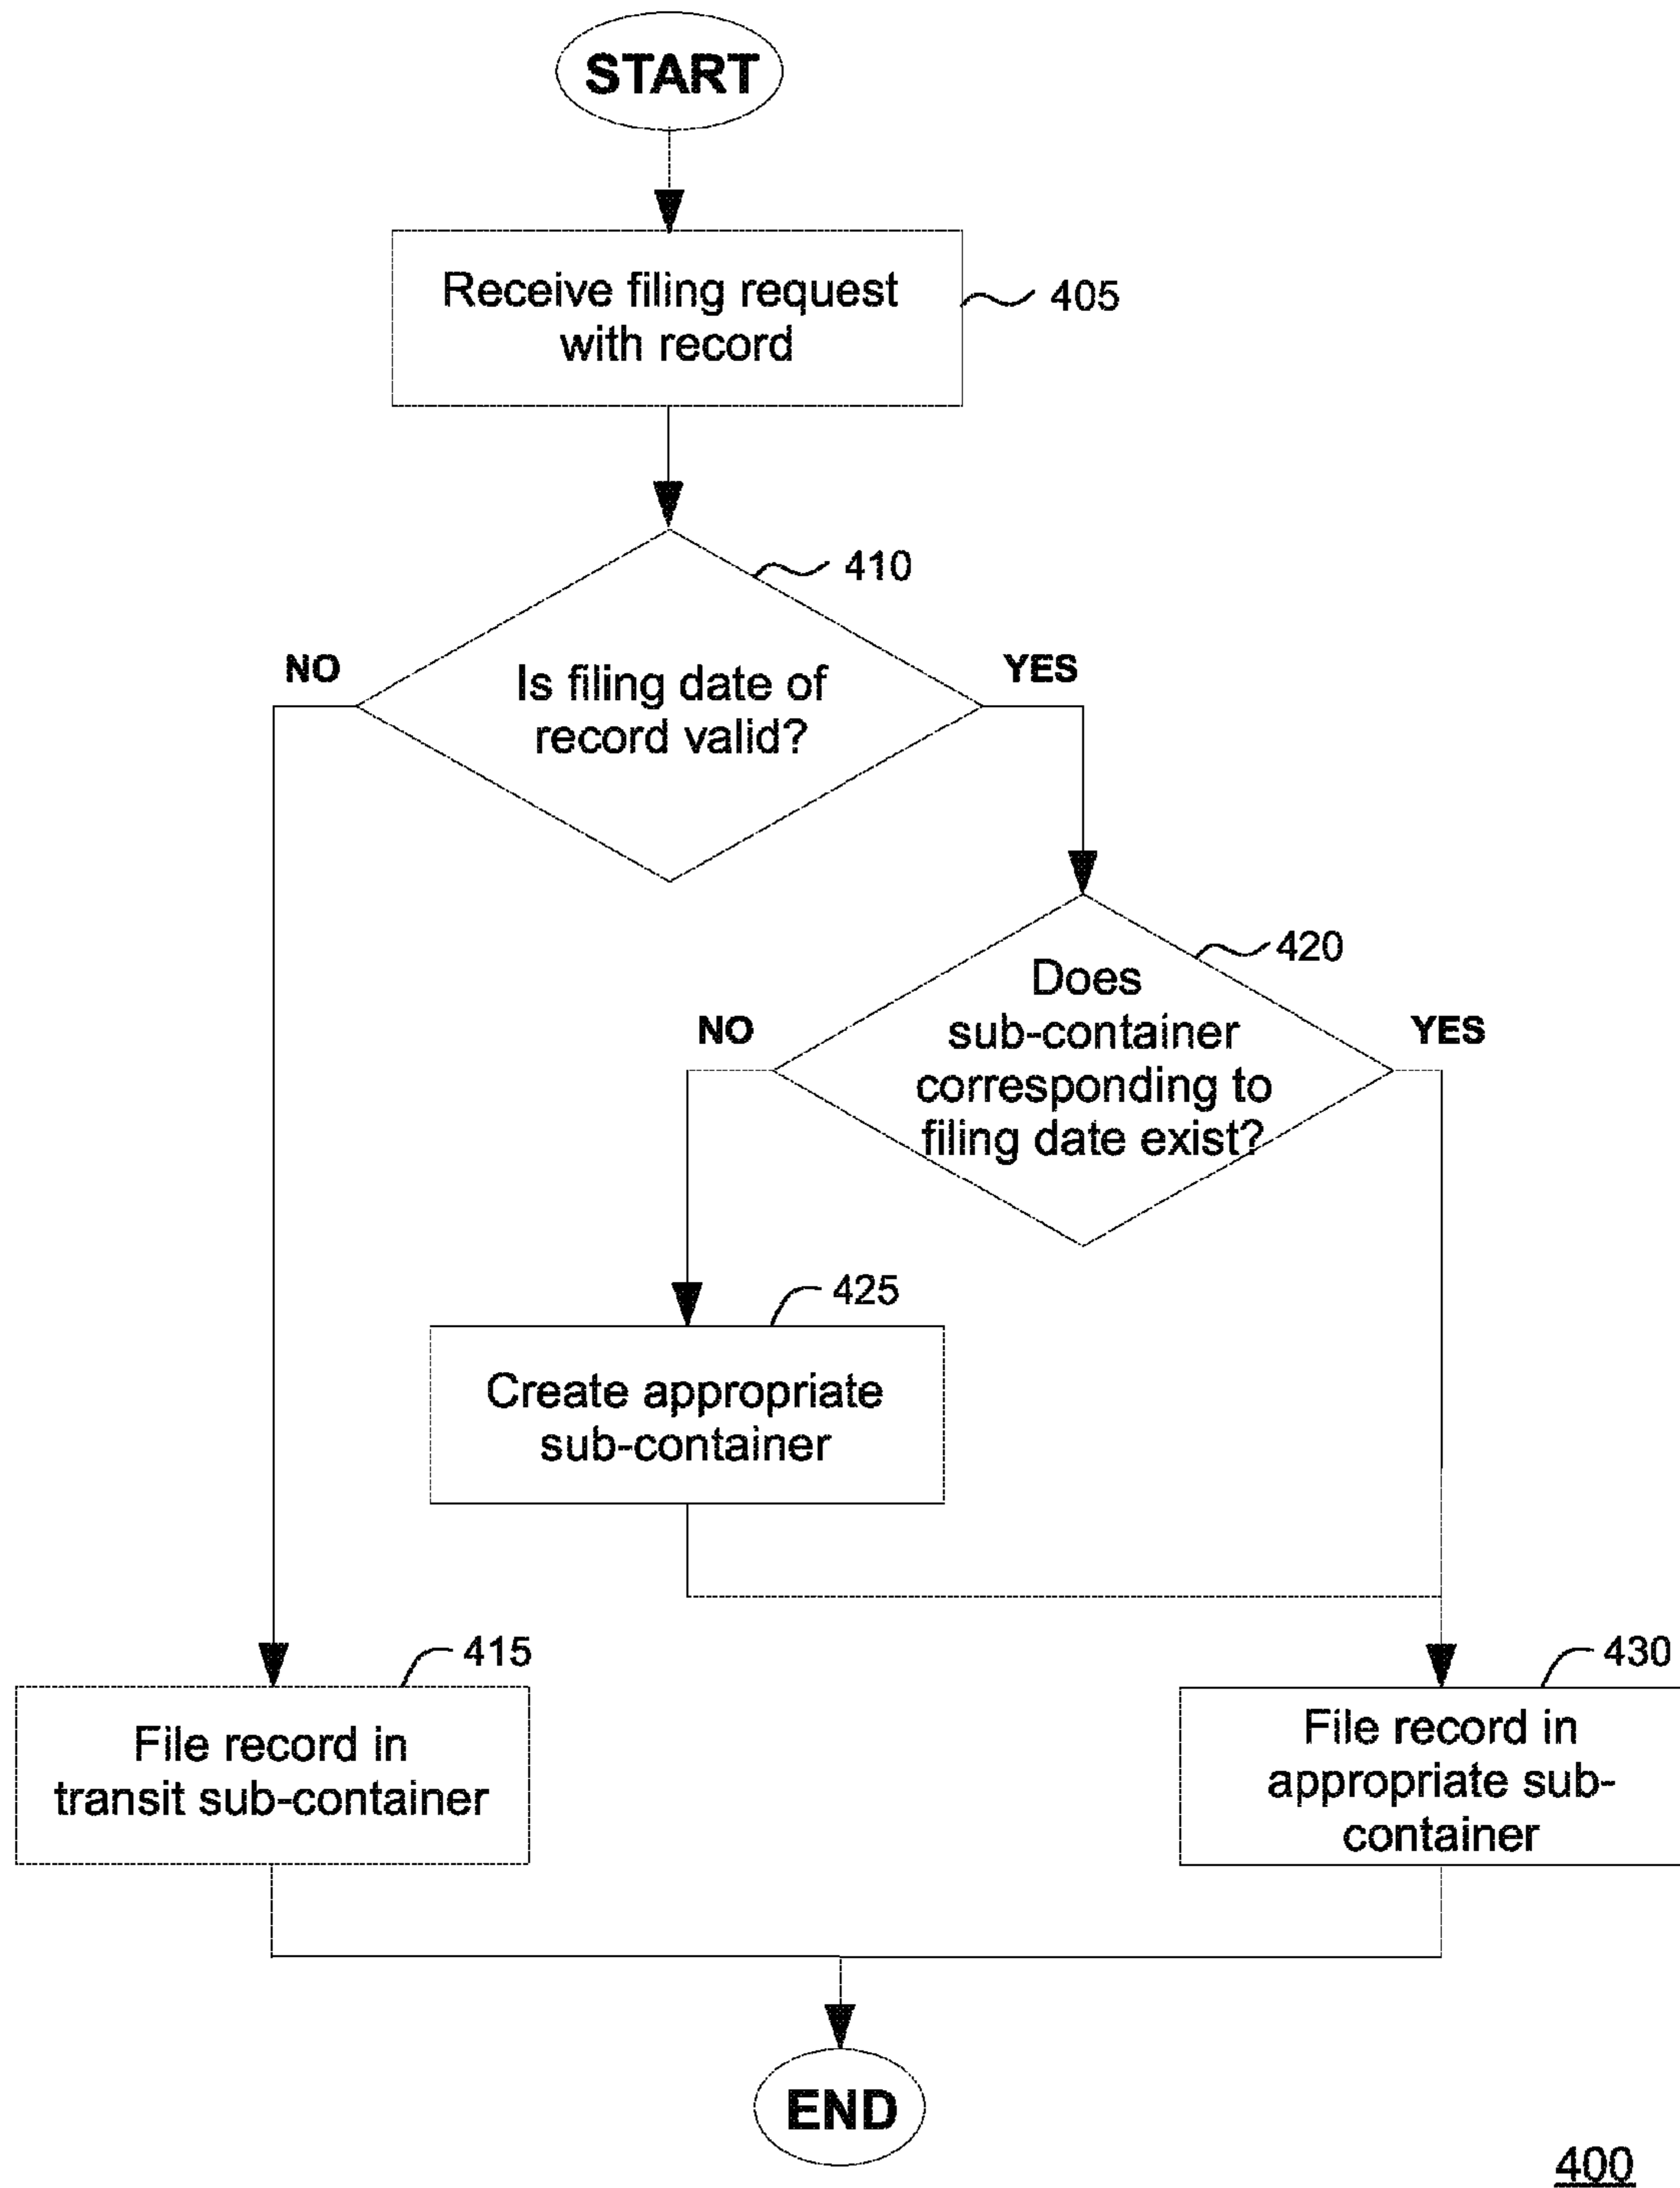 START
Receive filing request
with record
405
410
NO
YES
Is filing date of
record valid?
420
Does
sub-container
corresponding to
filing date exist?
NO
YES
425
Create appropriate
sub-container
415
File record in
transit sub-container
430
File record in
appropriate sub-
container
END
400